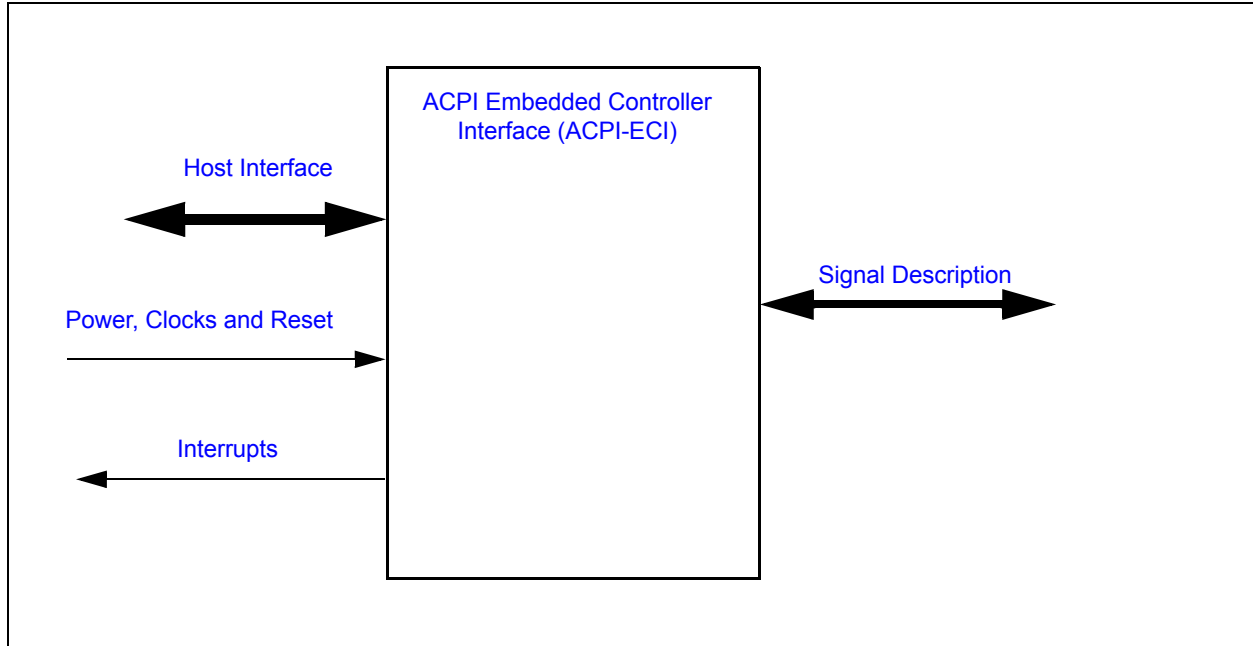 ACPI Embedded Controller
Interface (ACPI-ECI)
Host Interface
Signal Description
Power, Clocks and Reset
Interrupts